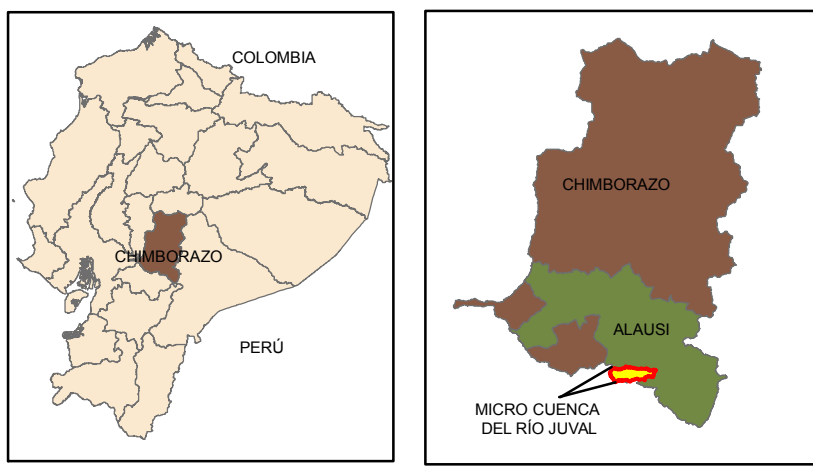 COLOMBIA
CHIMBORAZO
PERÚ
CHIMBORAZO
ALAUSI
MICRO CUENCA
DEL RÍO JUVAL